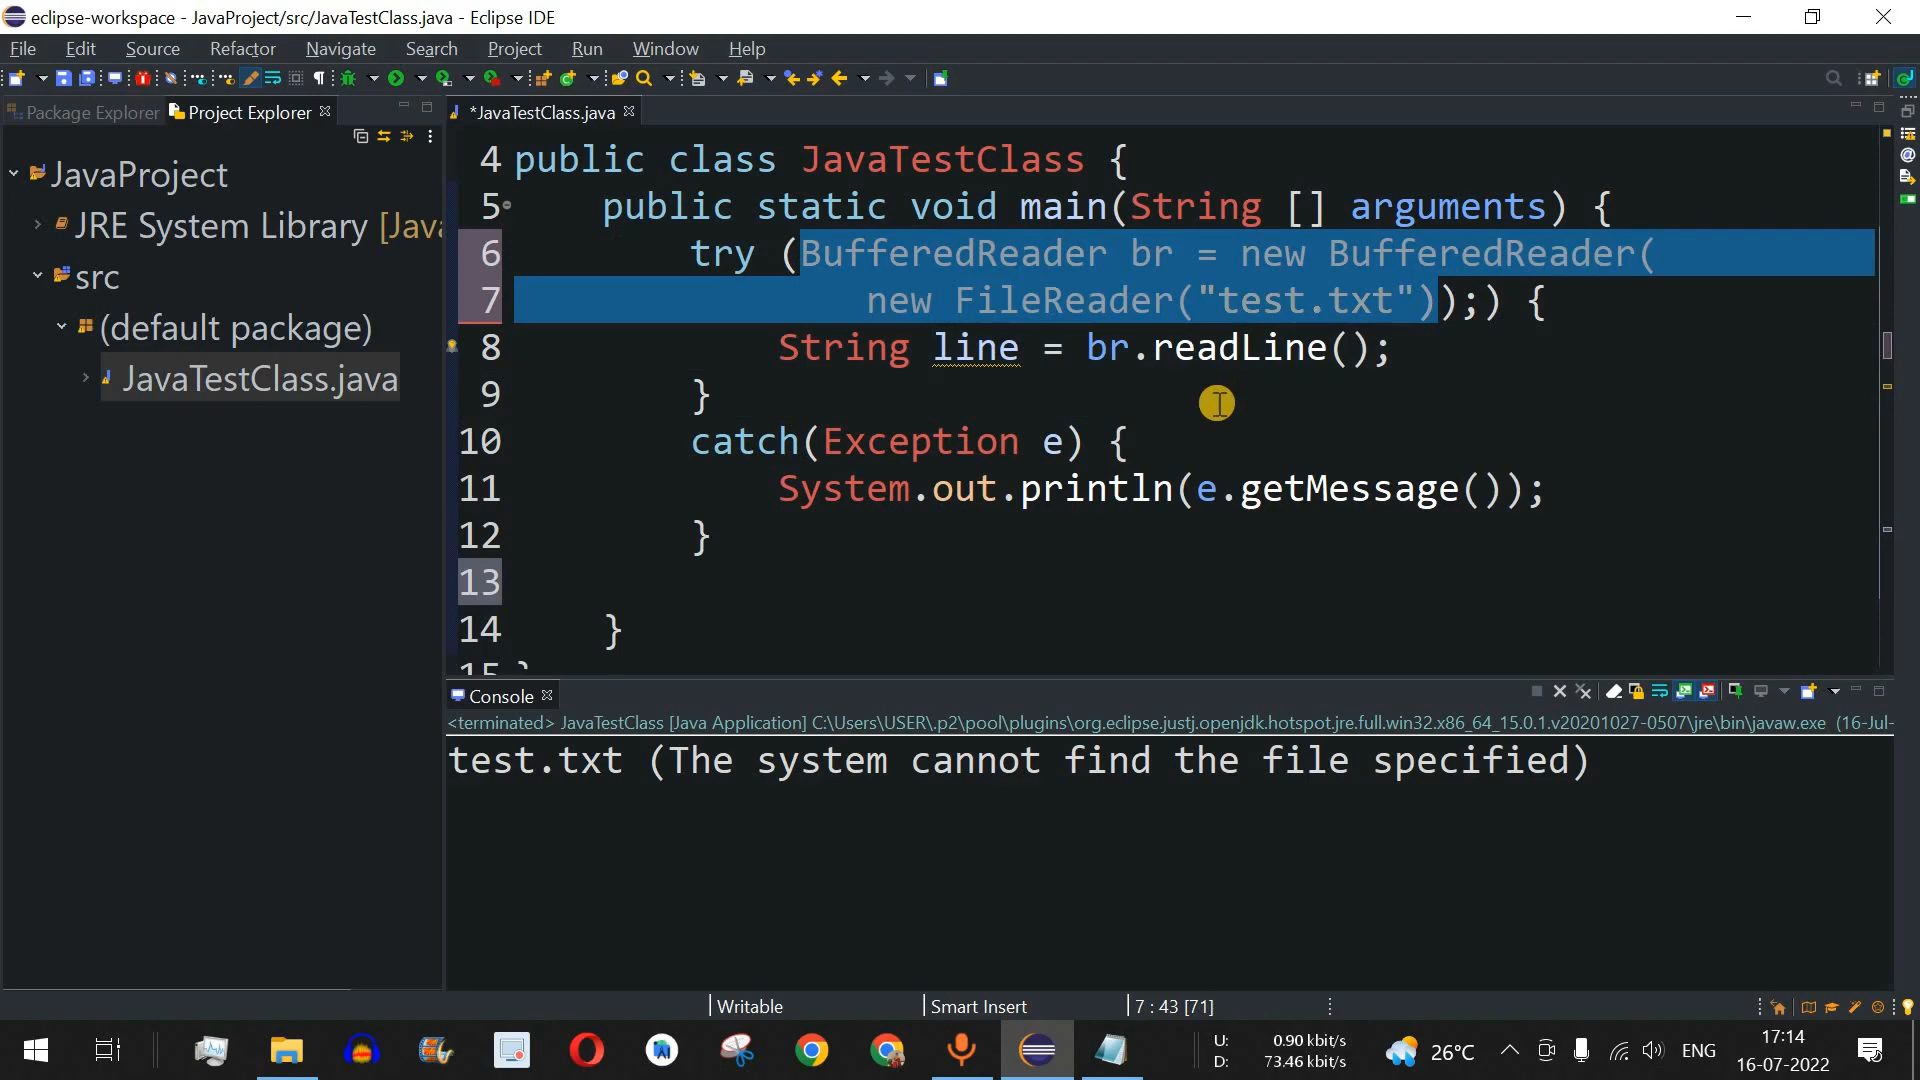 eclipse-workspace - JavaProject/src/JavaTestClass.java - Eclipse IDE
File Edit Source Refactor Navigate Search Project Run Window Help
Package Explorer Project Explorer
*JavaTestClass.java
JavaProject
JRE System Library [Java
src
(default package)
JavaTestClass.java
4 public class JavaTestClass {
5 public static void main(String [] arguments) {
6 try (BufferedReader br = new BufferedReader(
7 new FileReader("test.txt"));) {
8 String line = br.readLine();
9 }
10 catch(Exception e) {
11 System.out.println(e.getMessage());
12 }
13
14 }
15 }
Console
<terminated> JavaTestClass [Java Application] C:\Users\USER\.p2\pool\plugins\org.eclipse.justj.openjdk.hotspot.jre.full.win32.x86_64_15.0.1.v20201027-0507\jre\bin\javaw.exe (16-Jul-
test.txt (The system cannot find the file specified)
Writable Smart Insert 7 : 43 [71]
U: 0.90 kbit/s
D: 73.46 kbit/s
26°C
ENG
17:14
16-07-2022